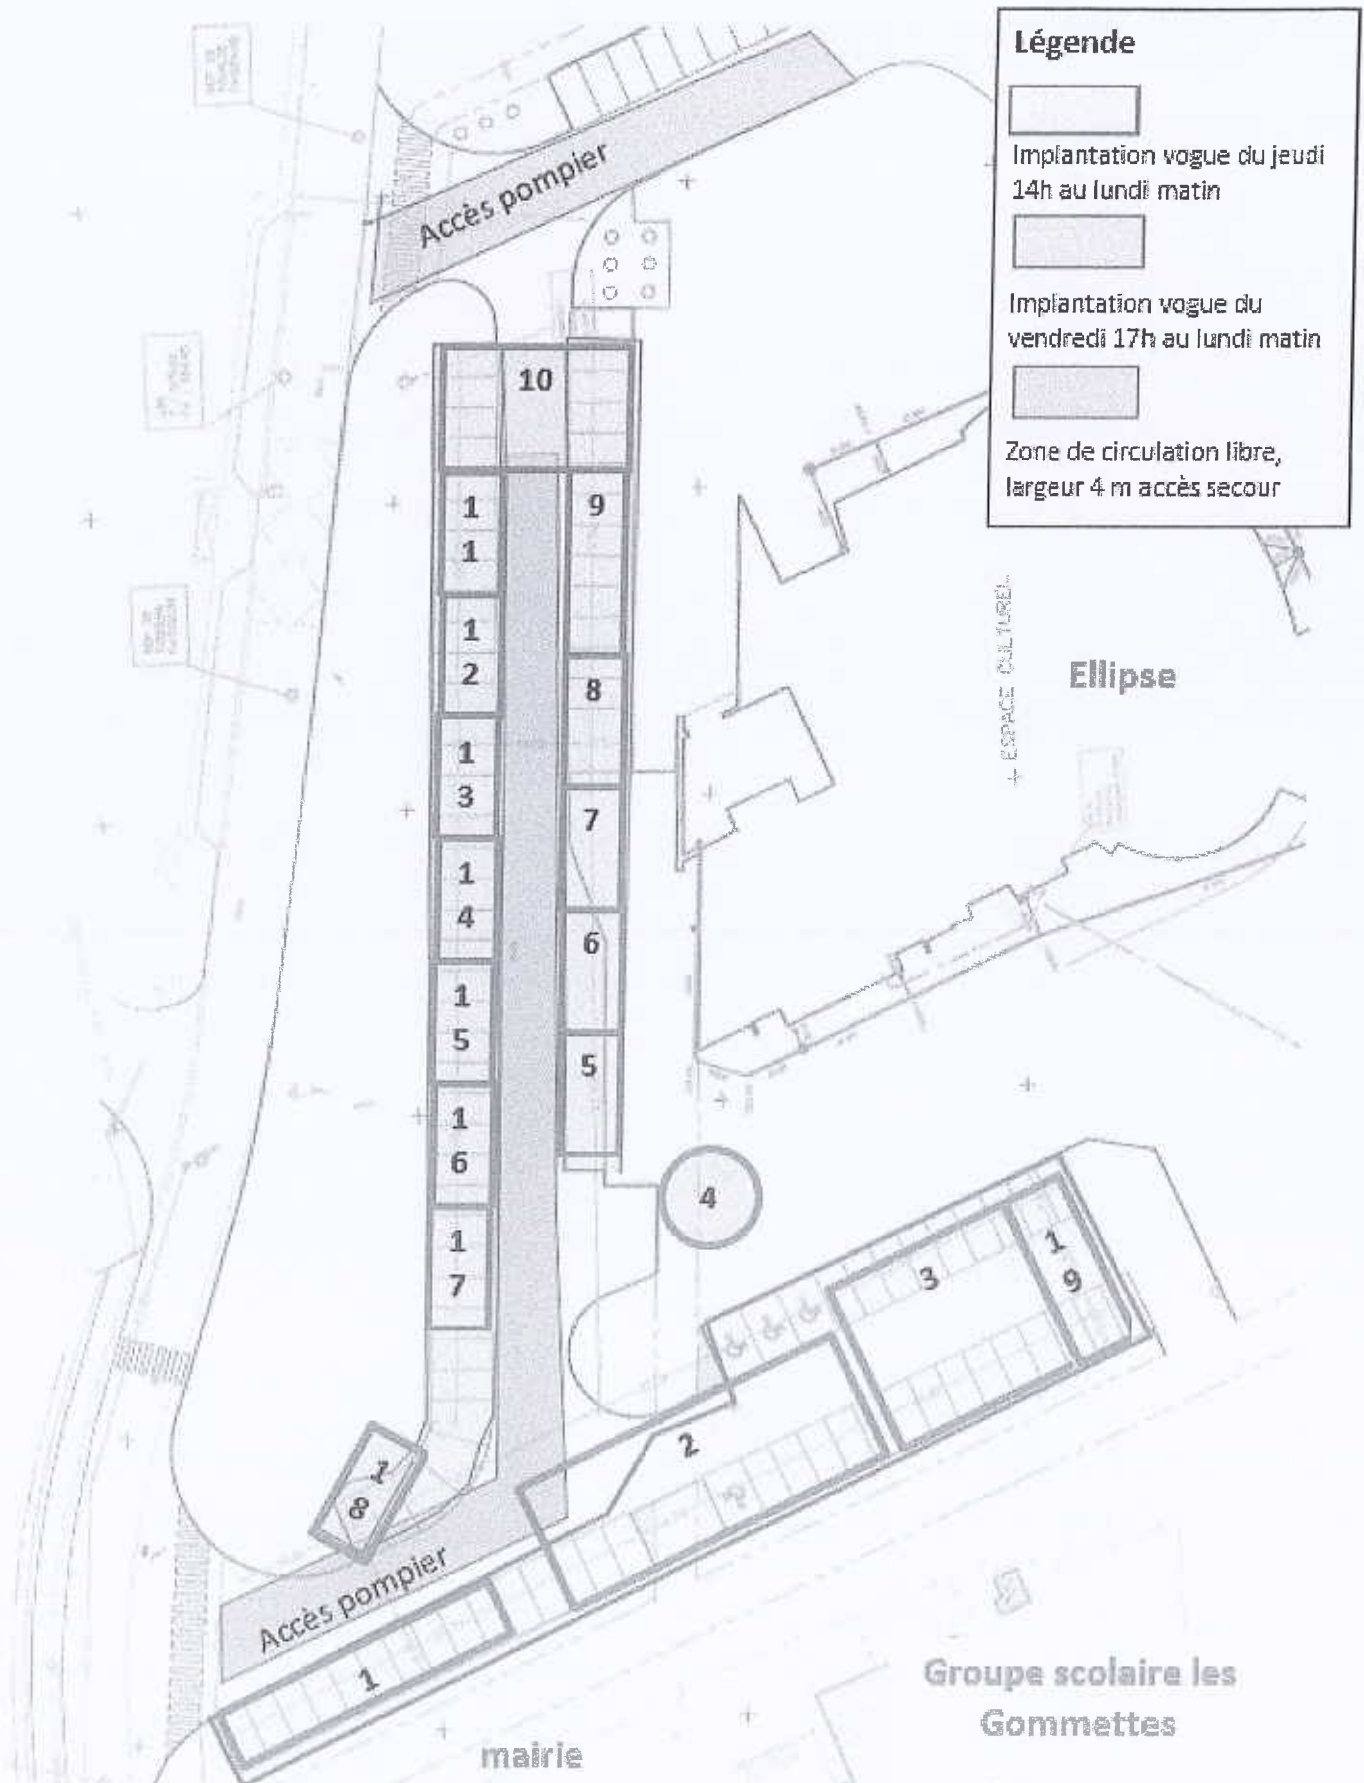 Légende
Implantation vogue du jeudi
14h au lundi matin
Implantation vogue du
vendredi 17h au lundi matin
Zone de circulation libre,
largeur 4 m accès secour
Accès pompier
10
1
1
9
1
2
8
1
3
7
1
4
6
1
5
5
1
6
4
1
7
3
1
9
2
1
8
Accès pompier
1
+ ESPACE CULTUREL
Ellipse
Groupe scolaire les
Gommettes
mairie